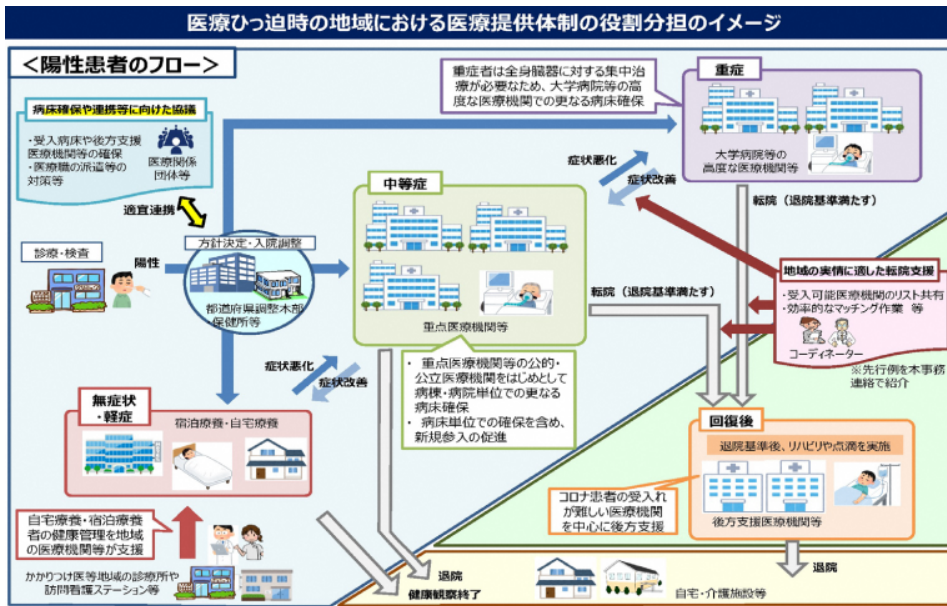 医療ひっ迫時の地域における医療提供体制の役割分担のイメージ
＜陽性患者のフロー＞
病床確保や連携等に向けた協議
・受入病床や後方支援
医療機関等の確保
・医療職の派遣等の
対策等
医療関係
団体等
適宜連携
診療・検査
陽性
方針決定・入院調整
都道府県調整本部
保健所等
重症者は全身臓器に対する集中治
療が必要なため、大学病院等の高
度な医療機関での更なる病床確保
重症
大学病院等の
高度な医療機関等
症状悪化
症状改善
中等症
重点医療機関等
・ 重点医療機関等の公的・
公立医療機関をはじめとして
病棟・病院単位での更なる
病床確保
・ 病床単位での確保を含め、
新規参入の促進
転院（退院基準満たす）
転院（退院基準満たす）
地域の実情に適した転院支援
・受入可能医療機関のリスト共有
・効率的なマッチング作業 等
コーディネーター
※先行例を本事務
連絡で紹介
症状悪化
症状改善
無症状
・軽症
宿泊療養・自宅療養
自宅療養・宿泊療養
者の健康管理を地域
の医療機関等が支援
かかりつけ医等地域の診療所や
訪問看護ステーション等
回復後
退院基準後、リハビリや点滴を実施
後方支援医療機関等
コロナ患者の受入れ
が難しい医療機関
を中心に後方支援
退院
健康観察終了
退院
自宅・介護施設等